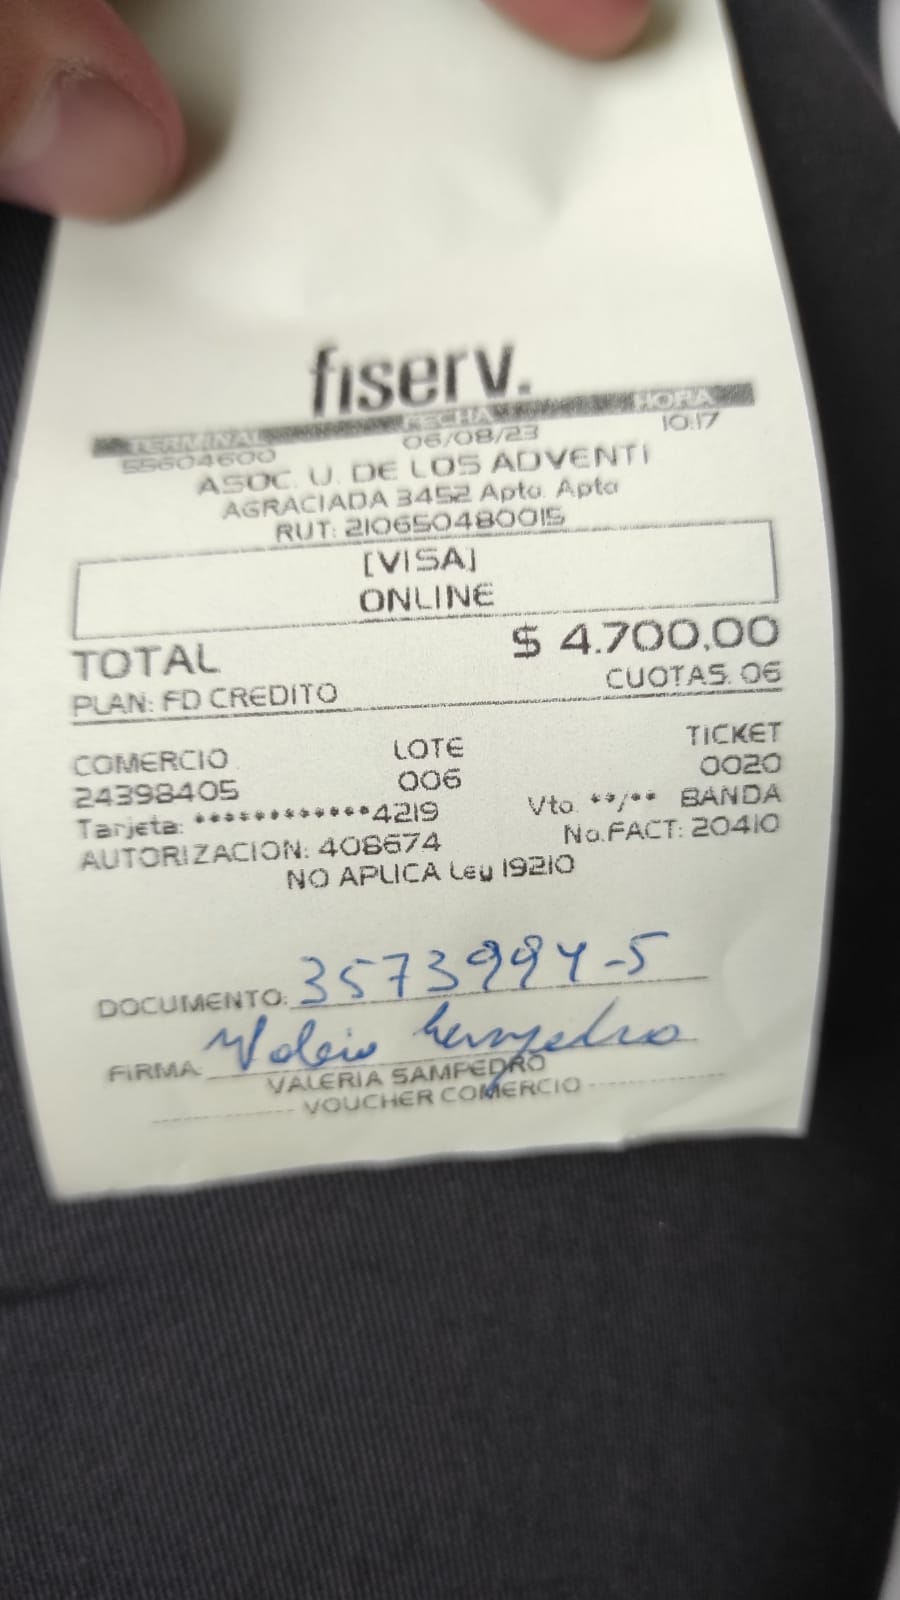 fiserv.
TERMINAL FECHA HORA
55604600 06/08/23 10:17
ASOC. U. DE LOS ADVENTI
AGRACIADA 3452 Apto. Apto
RUT: 210650480015
[VISA]
ONLINE
TOTAL $ 4.700,00
PLAN: FD CREDITO CUOTAS: 06
COMERCIO LOTE TICKET
24398405 006 0020
Tarjeta: ************4219 Vto. **/** BANDA
AUTORIZACION: 408674 No.FACT: 20410
NO APLICA Ley 19210
DOCUMENTO: 3573994-5
FIRMA
VALERIA SAMPEDRO
VOUCHER COMERCIO